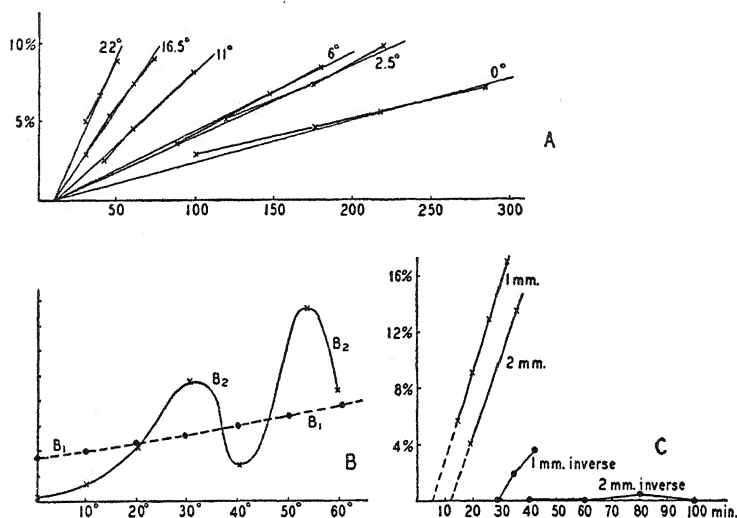 10%
5%
22°
16.5°
11°
6°
2.5°
0°
A
50 100 150 200 250 300
B₂
B₂
B₁
B₁
B
10° 20° 30° 40° 50° 60°
16%
12%
8%
4%
1 mm.
2 mm.
C
1 mm. inverse
2 mm. inverse
10 20 30 40 50 60 70 80 90 100 min.